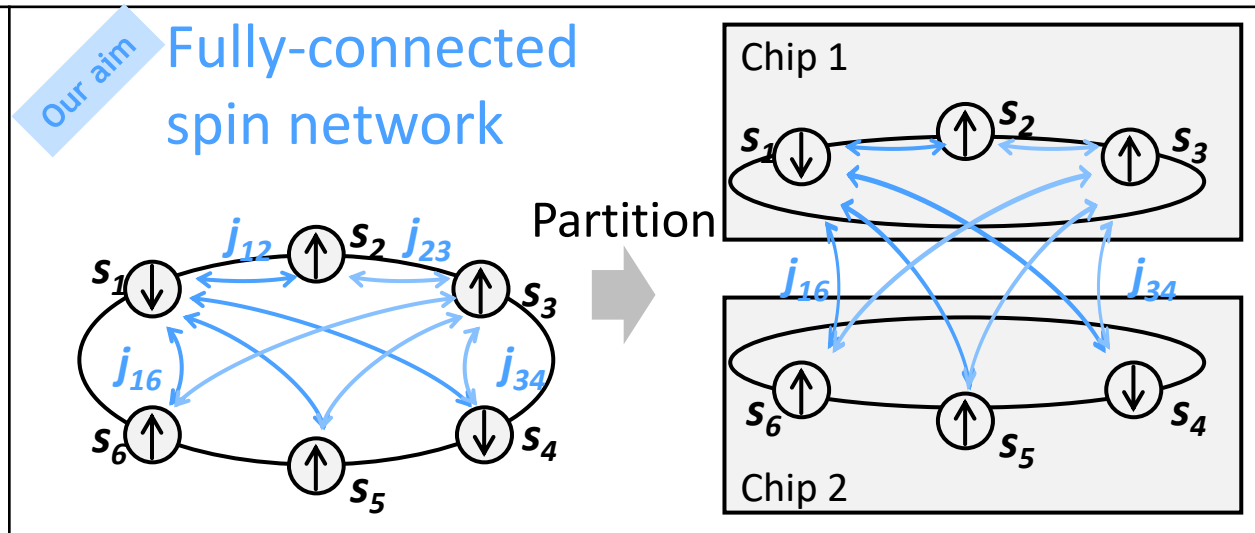 Our aim
Fully-connected
spin network
s1
s2
s3
s4
s5
s6
j12
j23
j16
j34
Partition
Chip 1
s1
s2
s3
j16
j34
s6
s5
s4
Chip 2